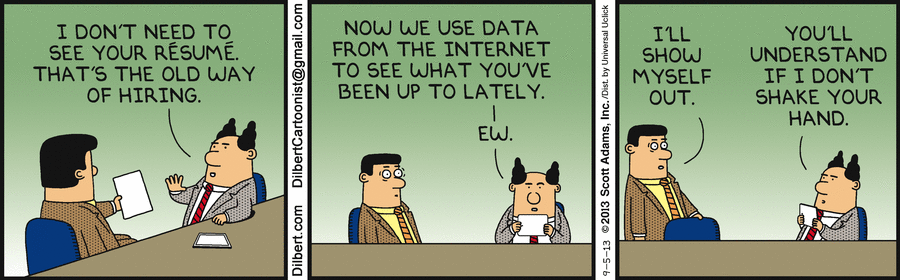 I DON'T NEED TO
SEE YOUR RÉSUMÉ.
THAT'S THE OLD WAY
OF HIRING.
Dilbert.com DilbertCartoonist@gmail.com
NOW WE USE DATA
FROM THE INTERNET
TO SEE WHAT YOU'VE
BEEN UP TO LATELY.
EW.
9-5-13 ©2013 Scott Adams, Inc./Dist. by Universal Uclick
I'LL
SHOW
MYSELF
OUT.
YOU'LL
UNDERSTAND
IF I DON'T
SHAKE YOUR
HAND.